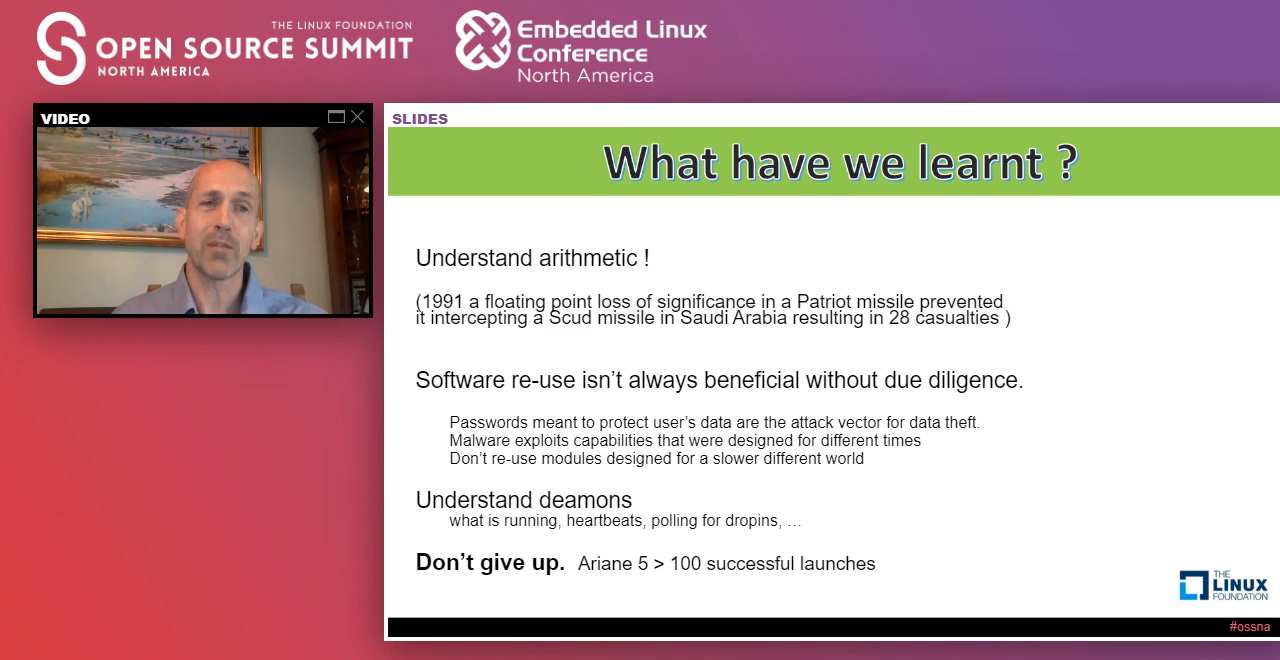 THE LINUX FOUNDATION
OPEN SOURCE SUMMIT
NORTH AMERICA
Embedded Linux
Conference
North America
VIDEO
SLIDES
What have we learnt ?
Understand arithmetic !
(1991 a floating point loss of significance in a Patriot missile prevented
it intercepting a Scud missile in Saudi Arabia resulting in 28 casualties )
Software re-use isn’t always beneficial without due diligence.
Passwords meant to protect user’s data are the attack vector for data theft.
Malware exploits capabilities that were designed for different times
Don’t re-use modules designed for a slower different world
Understand deamons
what is running, heartbeats, polling for dropins, …
Don’t give up. Ariane 5 > 100 successful launches
THE
LINUX
FOUNDATION
#ossna